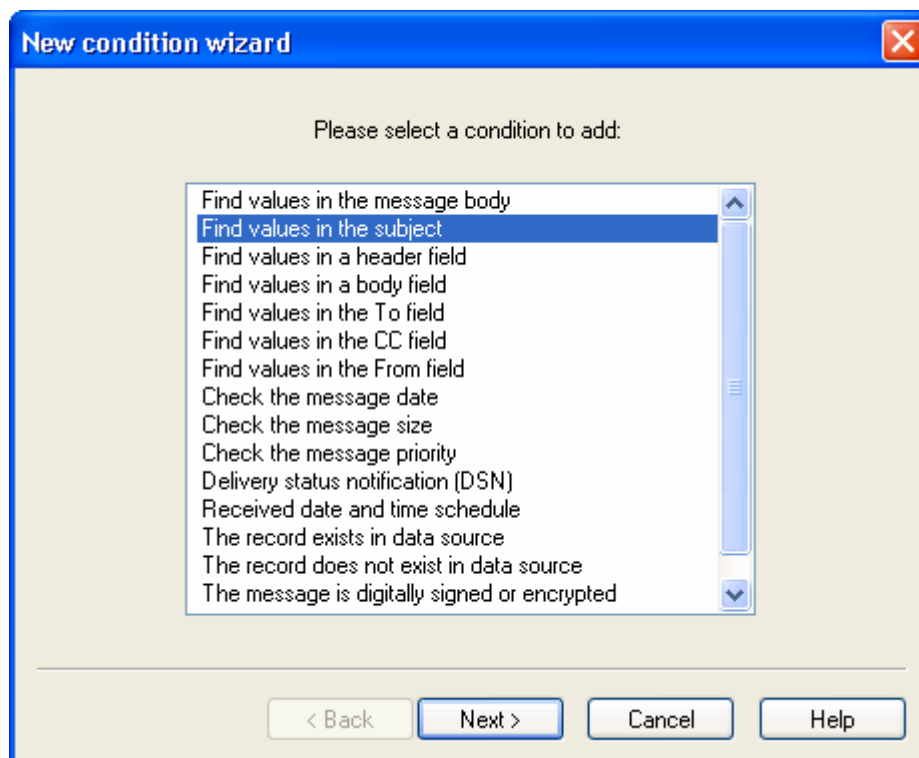 New condition wizard
Please select a condition to add:
Find values in the message body
Find values in the subject
Find values in a header field
Find values in a body field
Find values in the To field
Find values in the CC field
Find values in the From field
Check the message date
Check the message size
Check the message priority
Delivery status notification (DSN)
Received date and time schedule
The record exists in data source
The record does not exist in data source
The message is digitally signed or encrypted
< Back Next > Cancel Help